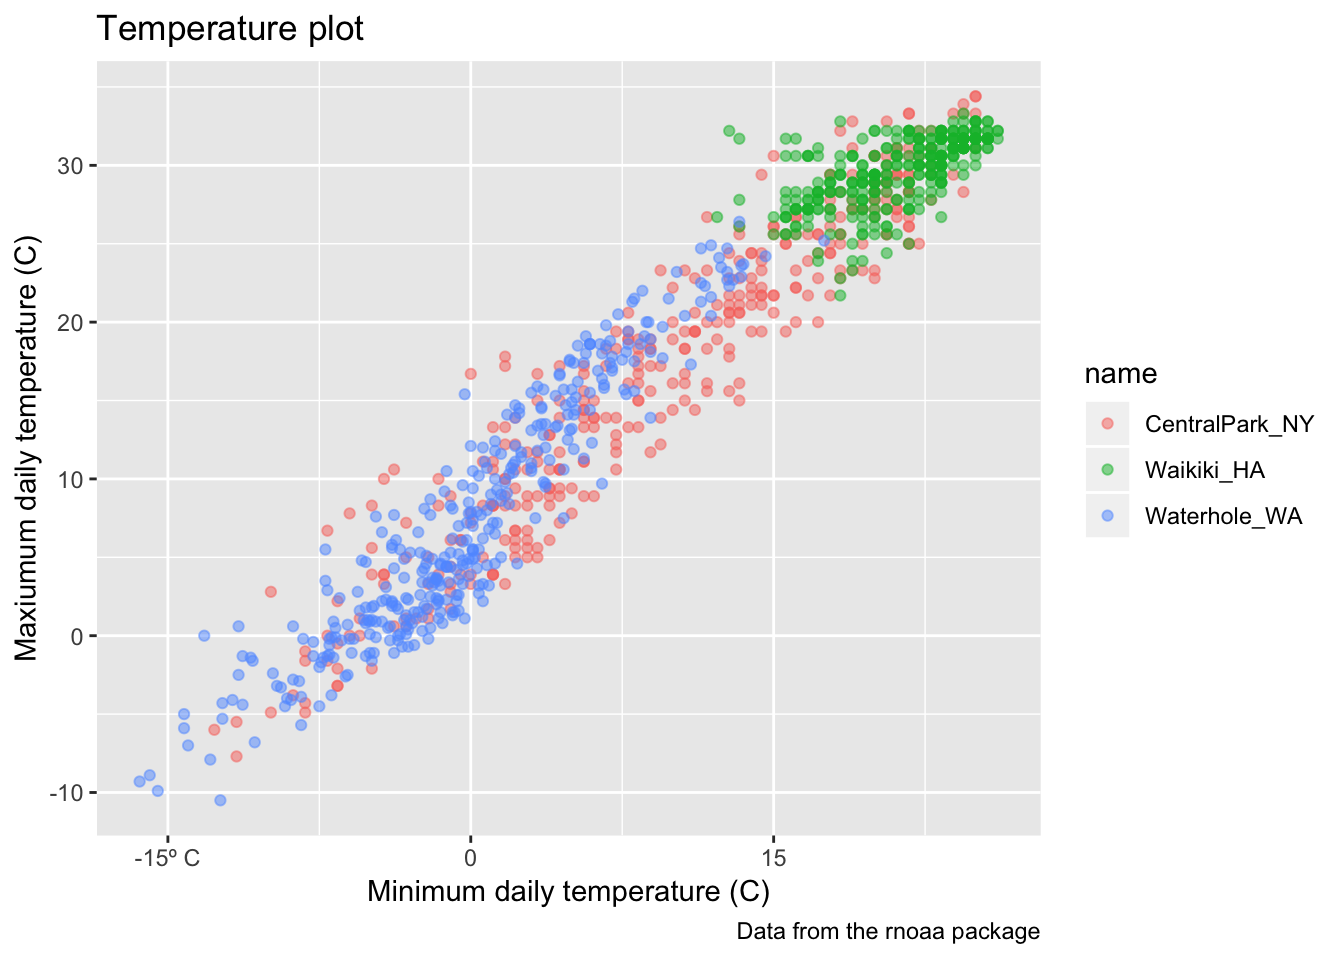 Temperature plot
Maxiumum daily temperature (C)
30
20
10
0
-10
-15º C
0
15
Minimum daily temperature (C)
Data from the rnoaa package
name
CentralPark_NY
Waikiki_HA
Waterhole_WA